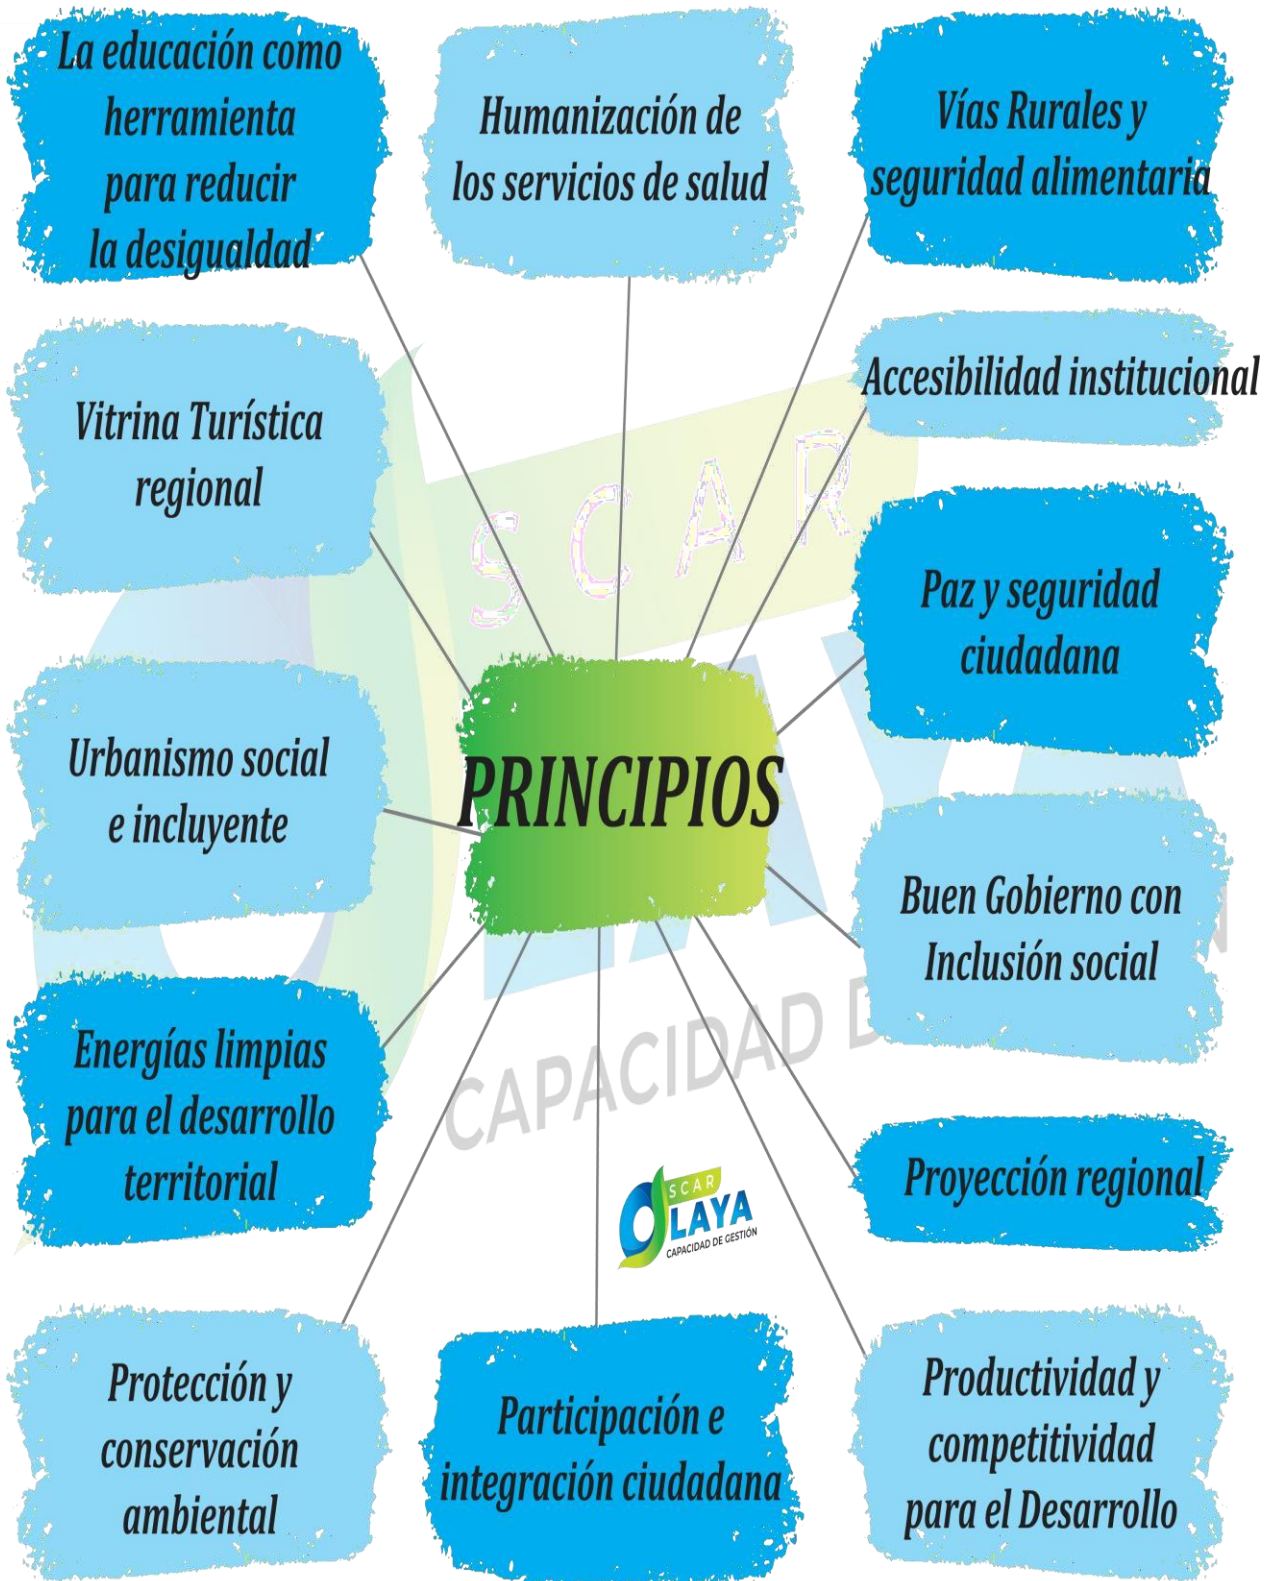 La educación como
herramienta
para reducir
la desigualdad
Humanización de
los servicios de salud
Vías Rurales y
seguridad alimentaria
Accesibilidad institucional
Vitrina Turística
regional
SCAR
Paz y seguridad
ciudadana
PRINCIPIOS
Urbanismo social
e incluyente
Buen Gobierno con
Inclusión social
CAPACIDAD D
Energías limpias
para el desarrollo
territorial
Proyección regional
OSCAR
OLAYA
CAPACIDAD DE GESTIÓN
Protección y
conservación
ambiental
Participación e
integración ciudadana
Productividad y
competitividad
para el Desarrollo